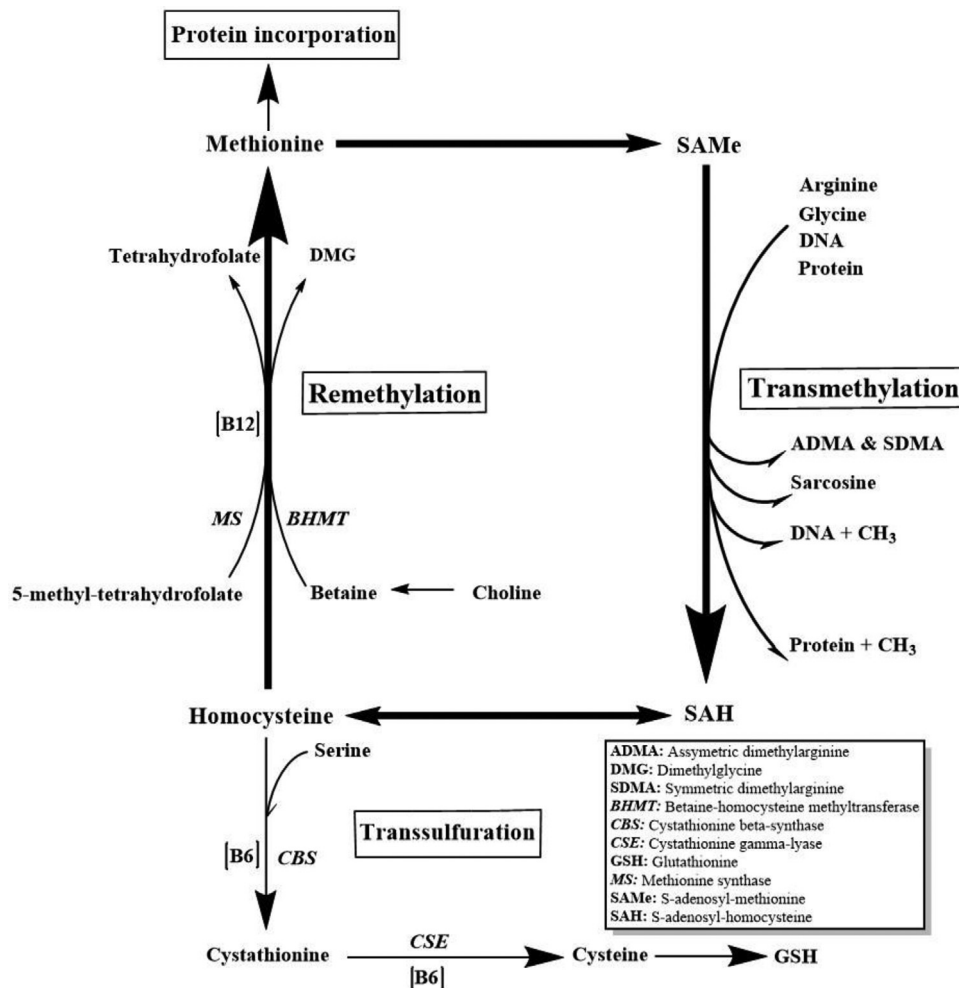 Protein incorporation
Methionine
SAMe
Arginine
Glycine
DNA
Protein
Tetrahydrofolate
DMG
Remethylation
Transmethylation
[B12]
ADMA & SDMA
Sarcosine
MS
BHMT
DNA + CH3
5-methyl-tetrahydrofolate
Betaine
Choline
Protein + CH3
Homocysteine
SAH
Serine
Transsulfuration
[B6]
CBS
Cystathionine
CSE
[B6]
Cysteine
GSH
ADMA: Assymetric dimethylarginine
DMG: Dimethylglycine
SDMA: Symmetric dimethylarginine
BHMT: Betaine-homocysteine methyltransferase
CBS: Cystathionine beta-synthase
CSE: Cystathionine gamma-lyase
GSH: Glutathionine
MS: Methionine synthase
SAMe: S-adenosyl-methionine
SAH: S-adenosyl-homocysteine